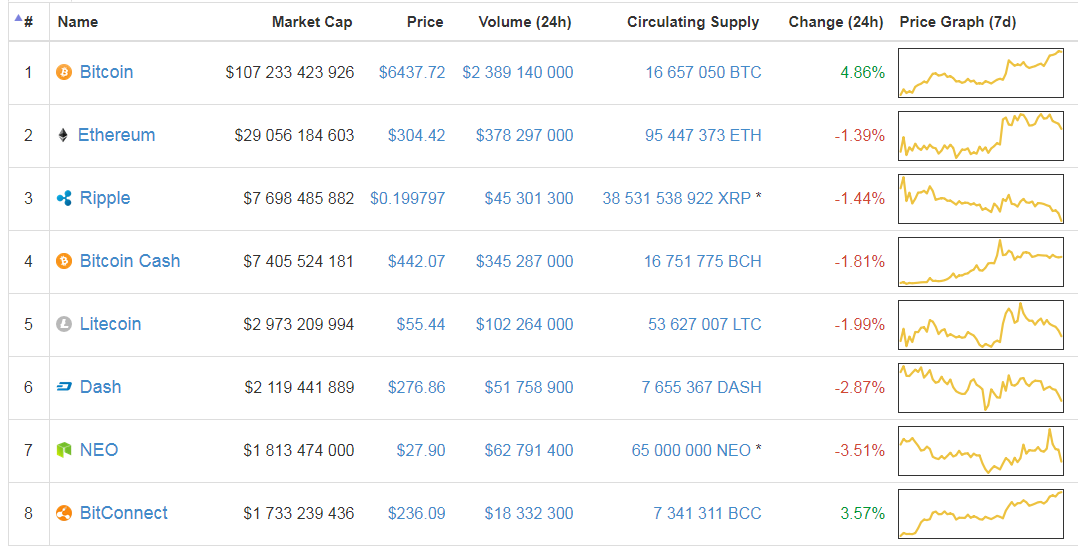 # Name Market Cap Price Volume (24h) Circulating Supply Change (24h) Price Graph (7d)
1 Bitcoin $107 233 423 926 $6437.72 $2 389 140 000 16 657 050 BTC 4.86%
2 Ethereum $29 056 184 603 $304.42 $378 297 000 95 447 373 ETH -1.39%
3 Ripple $7 698 485 882 $0.199797 $45 301 300 38 531 538 922 XRP * -1.44%
4 Bitcoin Cash $7 405 524 181 $442.07 $345 287 000 16 751 775 BCH -1.81%
5 Litecoin $2 973 209 994 $55.44 $102 264 000 53 627 007 LTC -1.99%
6 Dash $2 119 441 889 $276.86 $51 758 900 7 655 367 DASH -2.87%
7 NEO $1 813 474 000 $27.90 $62 791 400 65 000 000 NEO * -3.51%
8 BitConnect $1 733 239 436 $236.09 $18 332 300 7 341 311 BCC 3.57%